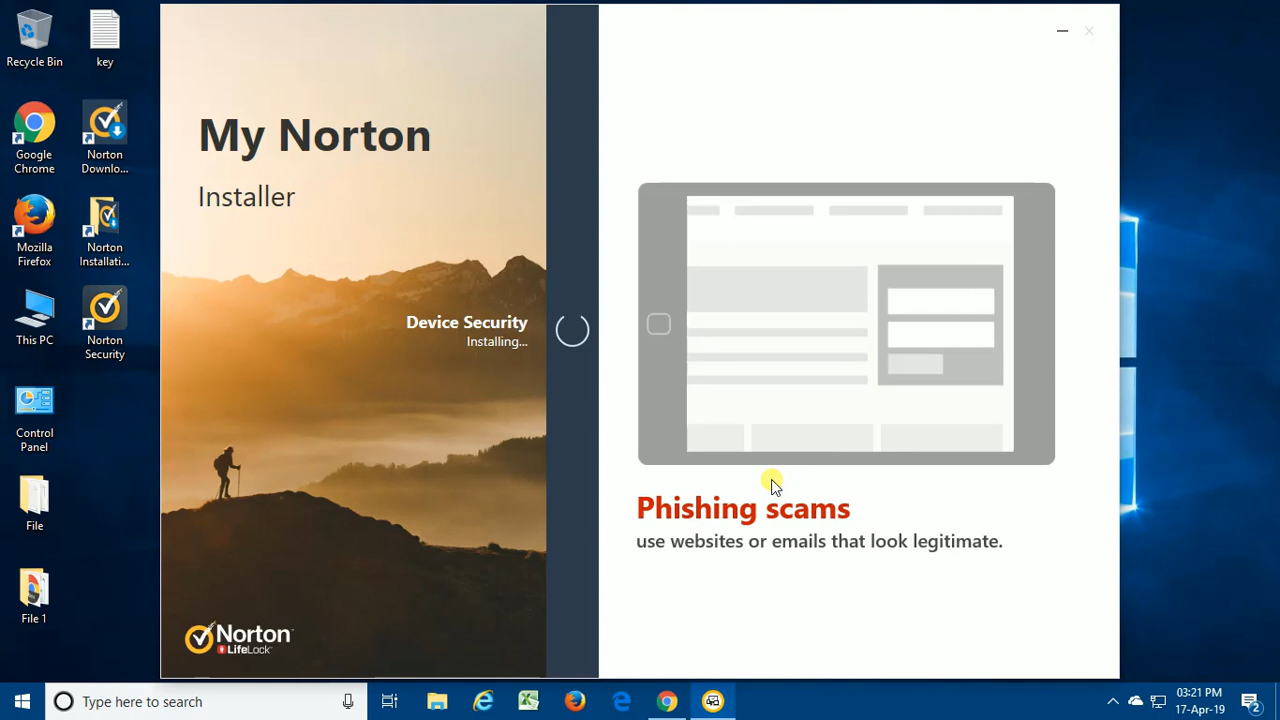 Recycle Bin
key
Google
Chrome
Norton
Downlo...
Mozilla
Firefox
Norton
Installati...
This PC
Norton
Security
Control
Panel
File
File 1
My Norton
Installer
Device Security
Installing...
Norton
LifeLock
Phishing scams
use websites or emails that look legitimate.
Type here to search
03:21 PM
17-Apr-19
2